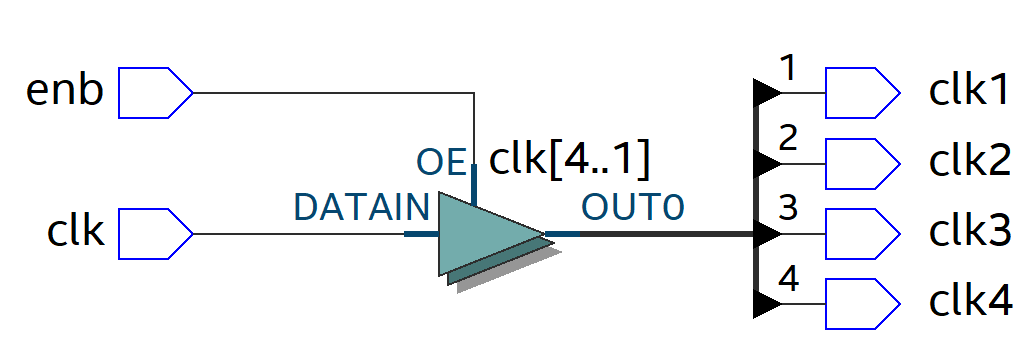 enb
clk
OE
clk[4..1]
DATAIN
OUT0
1
clk1
2
clk2
3
clk3
4
clk4